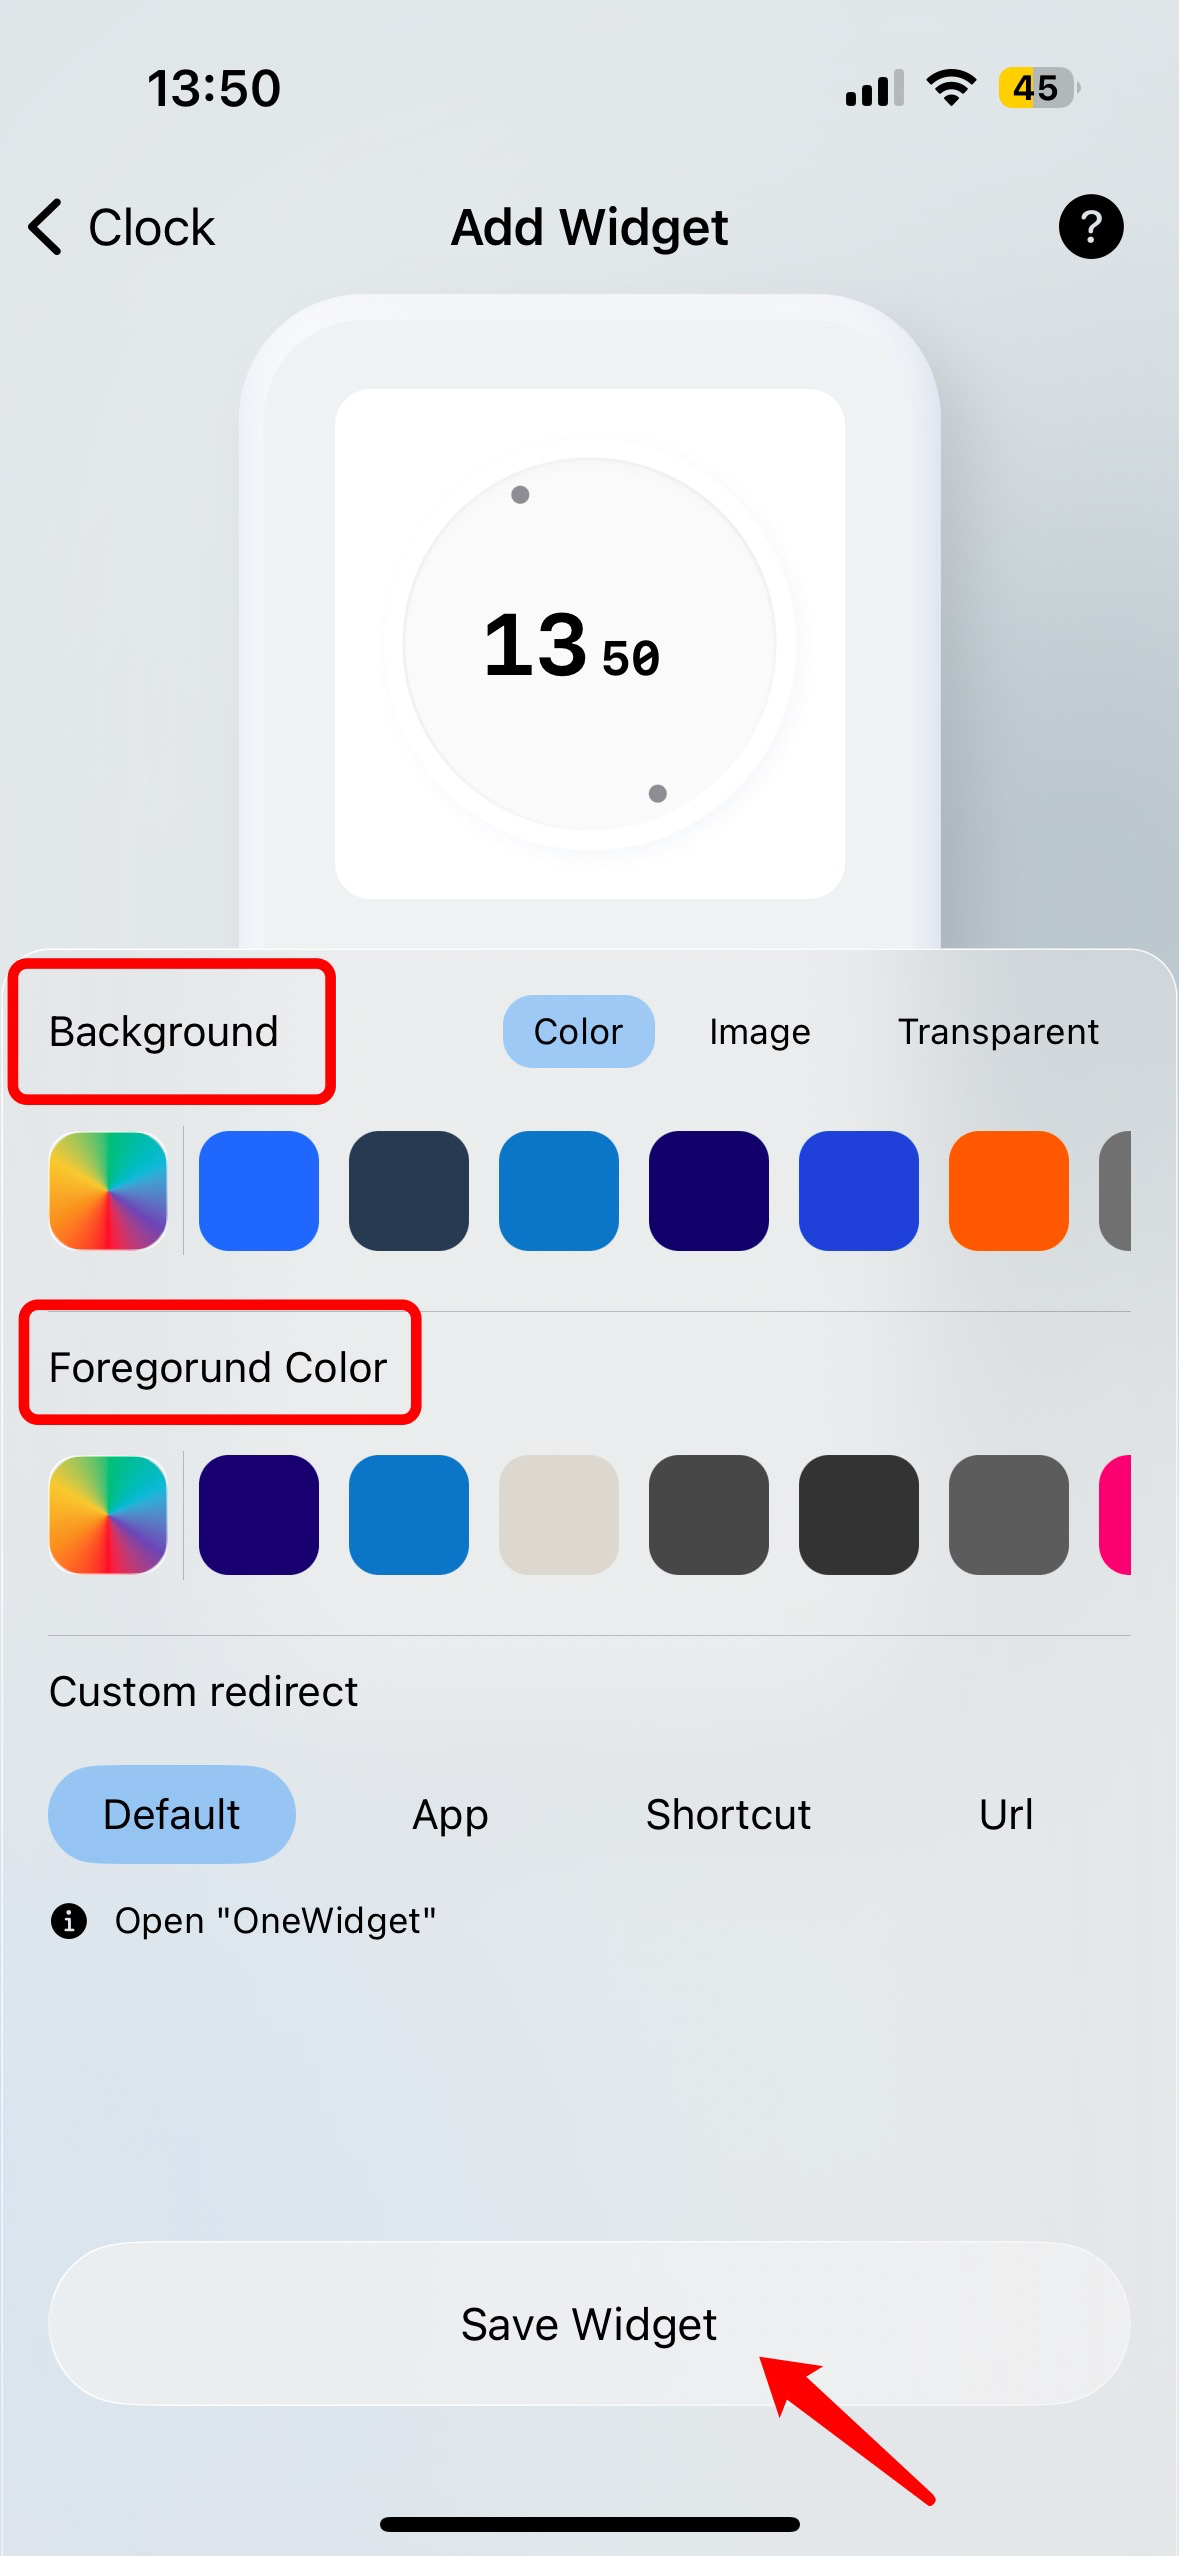 13:50 45
Clock Add Widget ?
13 50
Background Color Image Transparent
Foregorund Color
Custom redirect
Default App Shortcut Url
Open "OneWidget"
Save Widget